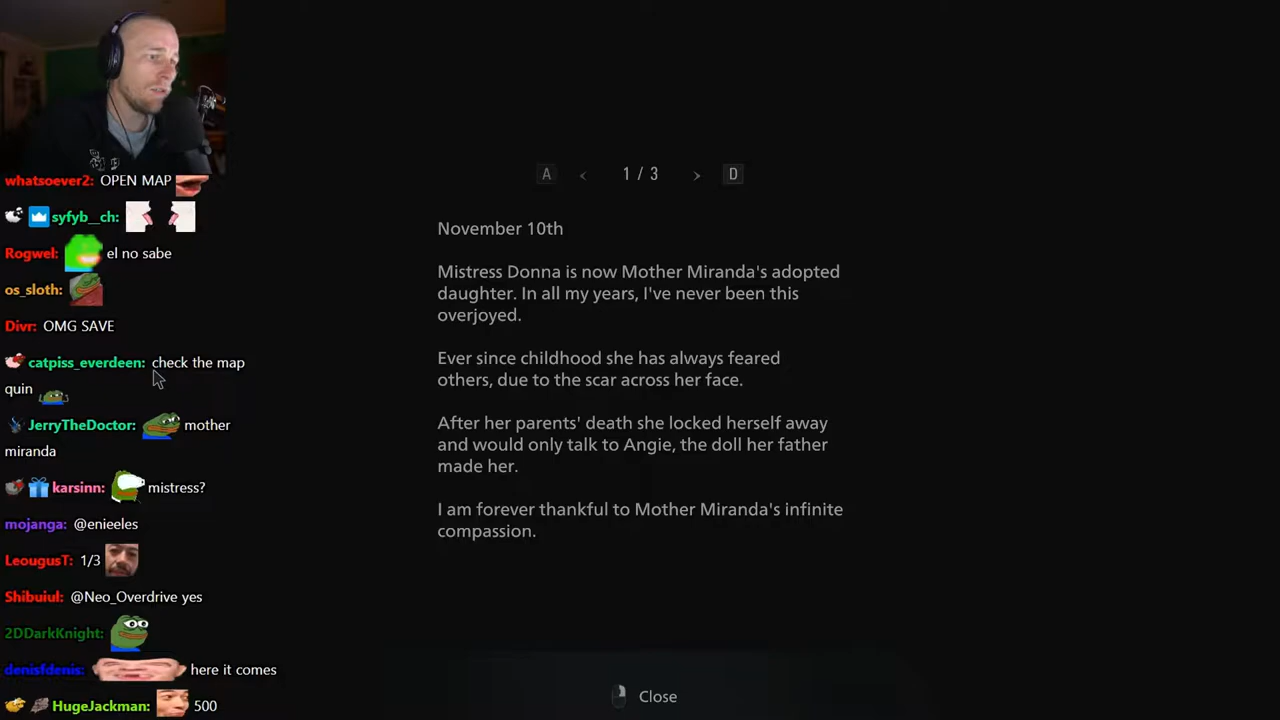 whatsoever2: OPEN MAP
syfyb__ch:
Rogwel: el no sabe
os_sloth:
Divr: OMG SAVE
catpiss_everdeen: check the map
quin
JerryTheDoctor: mother
miranda
karsinn: mistress?
mojanga: @enieeles
LeougusT: 1/3
Shibuiul: @Neo_Overdrive yes
2DDarkKnight:
denisfdenis: here it comes
HugeJackman: 500
A < 1 / 3 > D
November 10th
Mistress Donna is now Mother Miranda's adopted
daughter. In all my years, I've never been this
overjoyed.
Ever since childhood she has always feared
others, due to the scar across her face.
After her parents' death she locked herself away
and would only talk to Angie, the doll her father
made her.
I am forever thankful to Mother Miranda's infinite
compassion.
Close